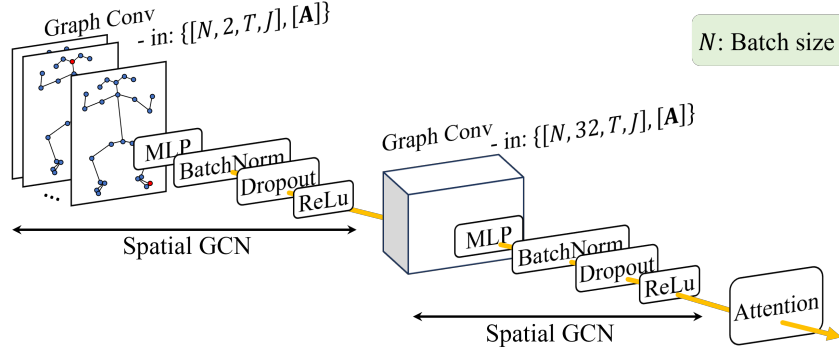 Graph Conv
- in: {[N, 2, T, J], [A]}
N: Batch size
MLP
BatchNorm
Dropout
ReLu
...
Spatial GCN
Graph Conv
- in: {[N, 32, T, J], [A]}
MLP
BatchNorm
Dropout
ReLu
Attention
Spatial GCN